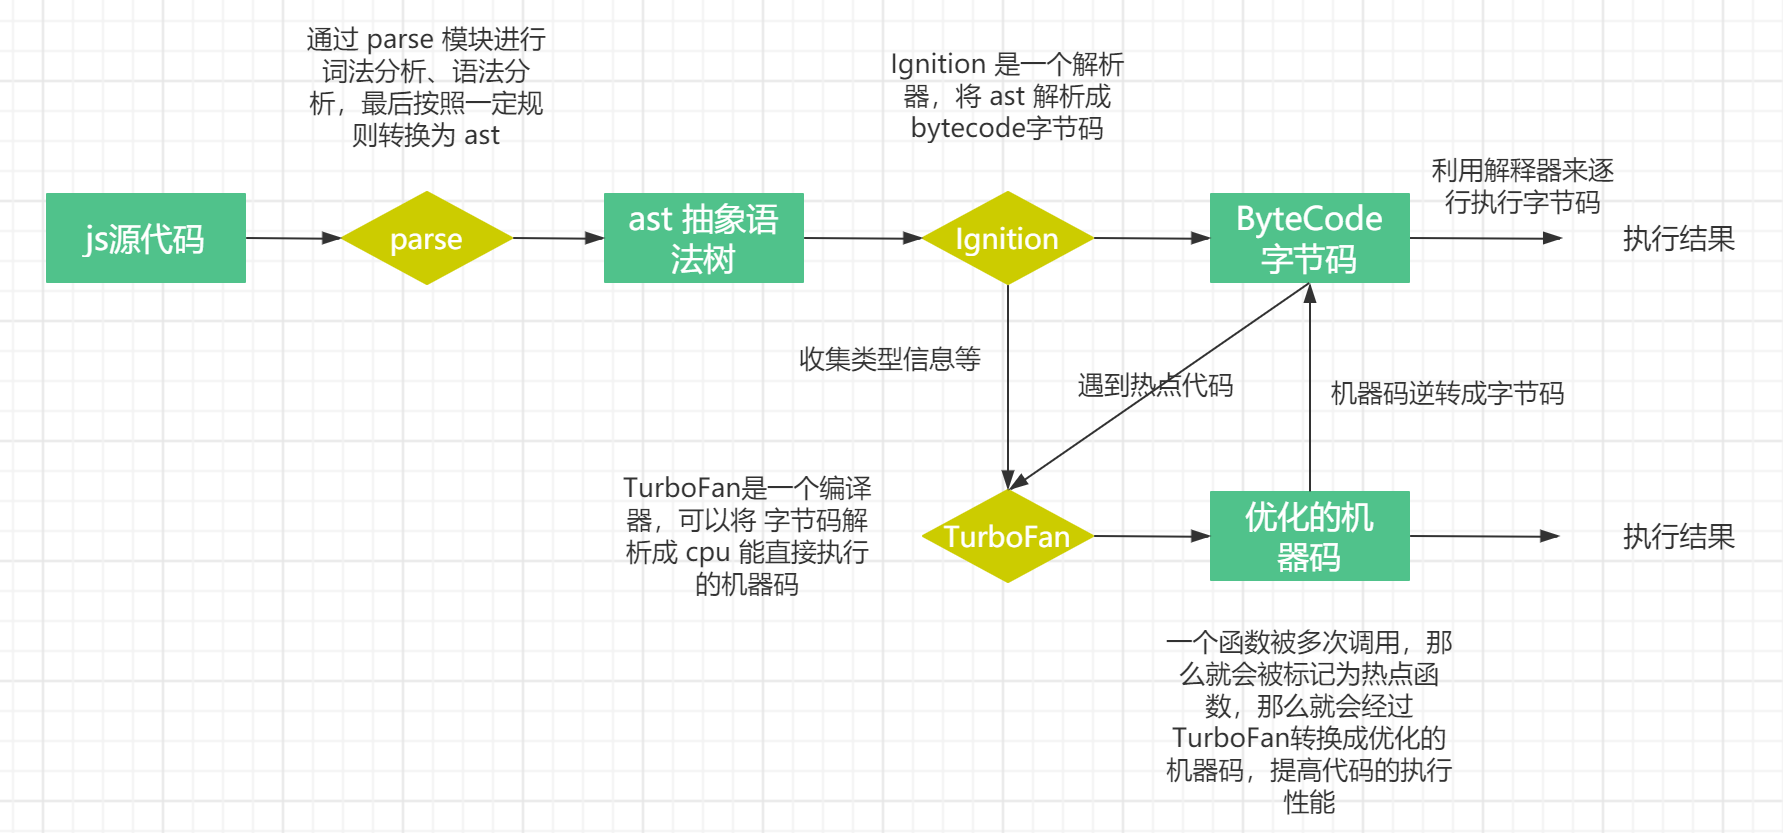 通过 parse 模块进行
词法分析、语法分
析，最后按照一定规
则转换为 ast
Ignition 是一个解析
器，将 ast 解析成
bytecode字节码
利用解释器来逐
行执行字节码
js源代码
parse
ast 抽象语
法树
Ignition
ByteCode
字节码
执行结果
收集类型信息等
遇到热点代码
机器码逆转成字节码
TurboFan是一个编译
器，可以将 字节码解
析成 cpu 能直接执行
的机器码
TurboFan
优化的机
器码
执行结果
一个函数被多次调用，那
么就会被标记为热点函
数，那么就会经过
TurboFan转换成优化的
机器码，提高代码的执行
性能